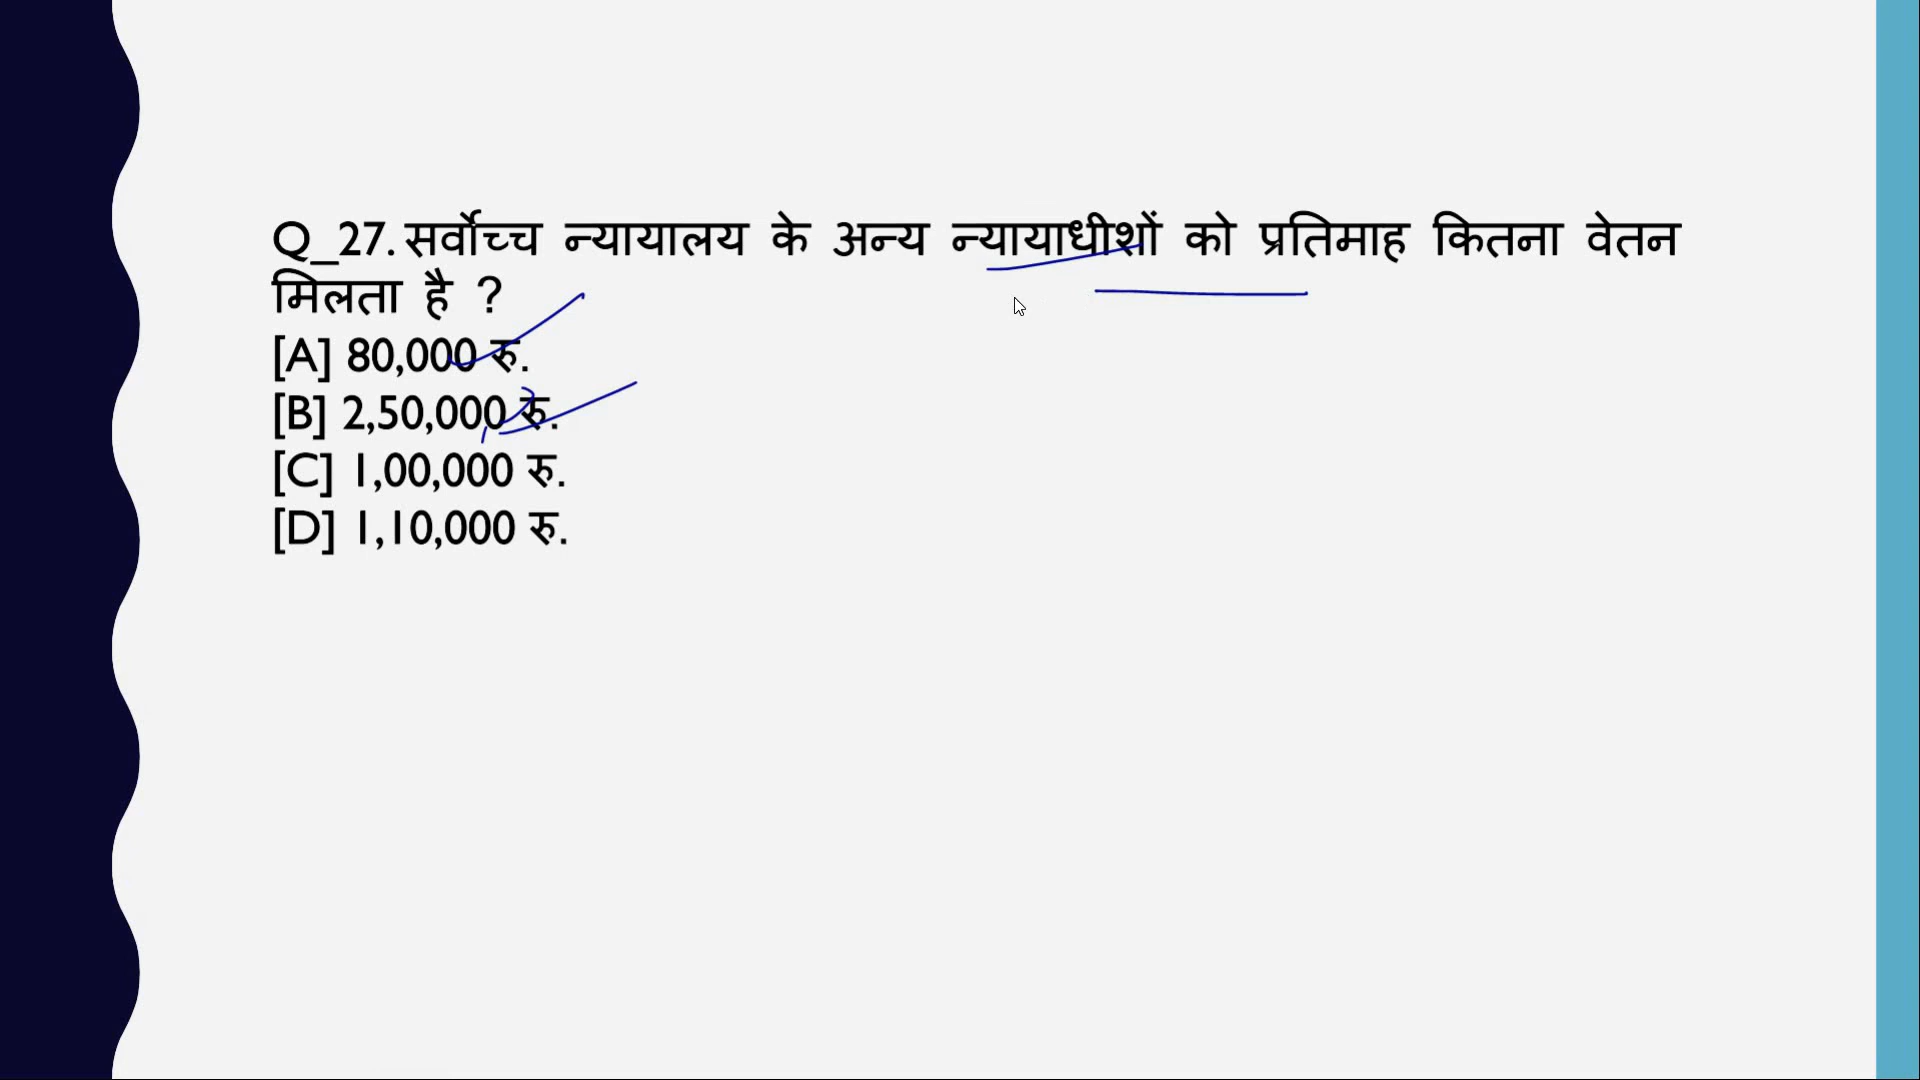 Q_27. सर्वोच्च न्यायालय के अन्य न्यायाधीशों को प्रतिमाह कितना वेतन
मिलता है ?
[A] 80,000 रु.
[B] 2,50,000 रु.
[C] 1,00,000 रु.
[D] 1,10,000 रु.